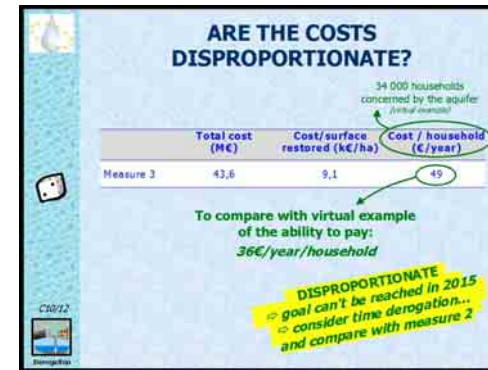 ARE THE COSTS
DISPROPORTIONATE?
34 000 households
concerned by the aquifer
(virtual example)
Total cost
(M€)
Cost/surface
restored (k€/ha)
Cost / household
(€/year)
Measure 3
43,6
9,1
49
To compare with virtual example
of the ability to pay:
36€/year/household
DISPROPORTIONATE
⇨ goal can't be reached in 2015
⇨ consider time derogation...
and compare with measure 2
C10/12
Derogation